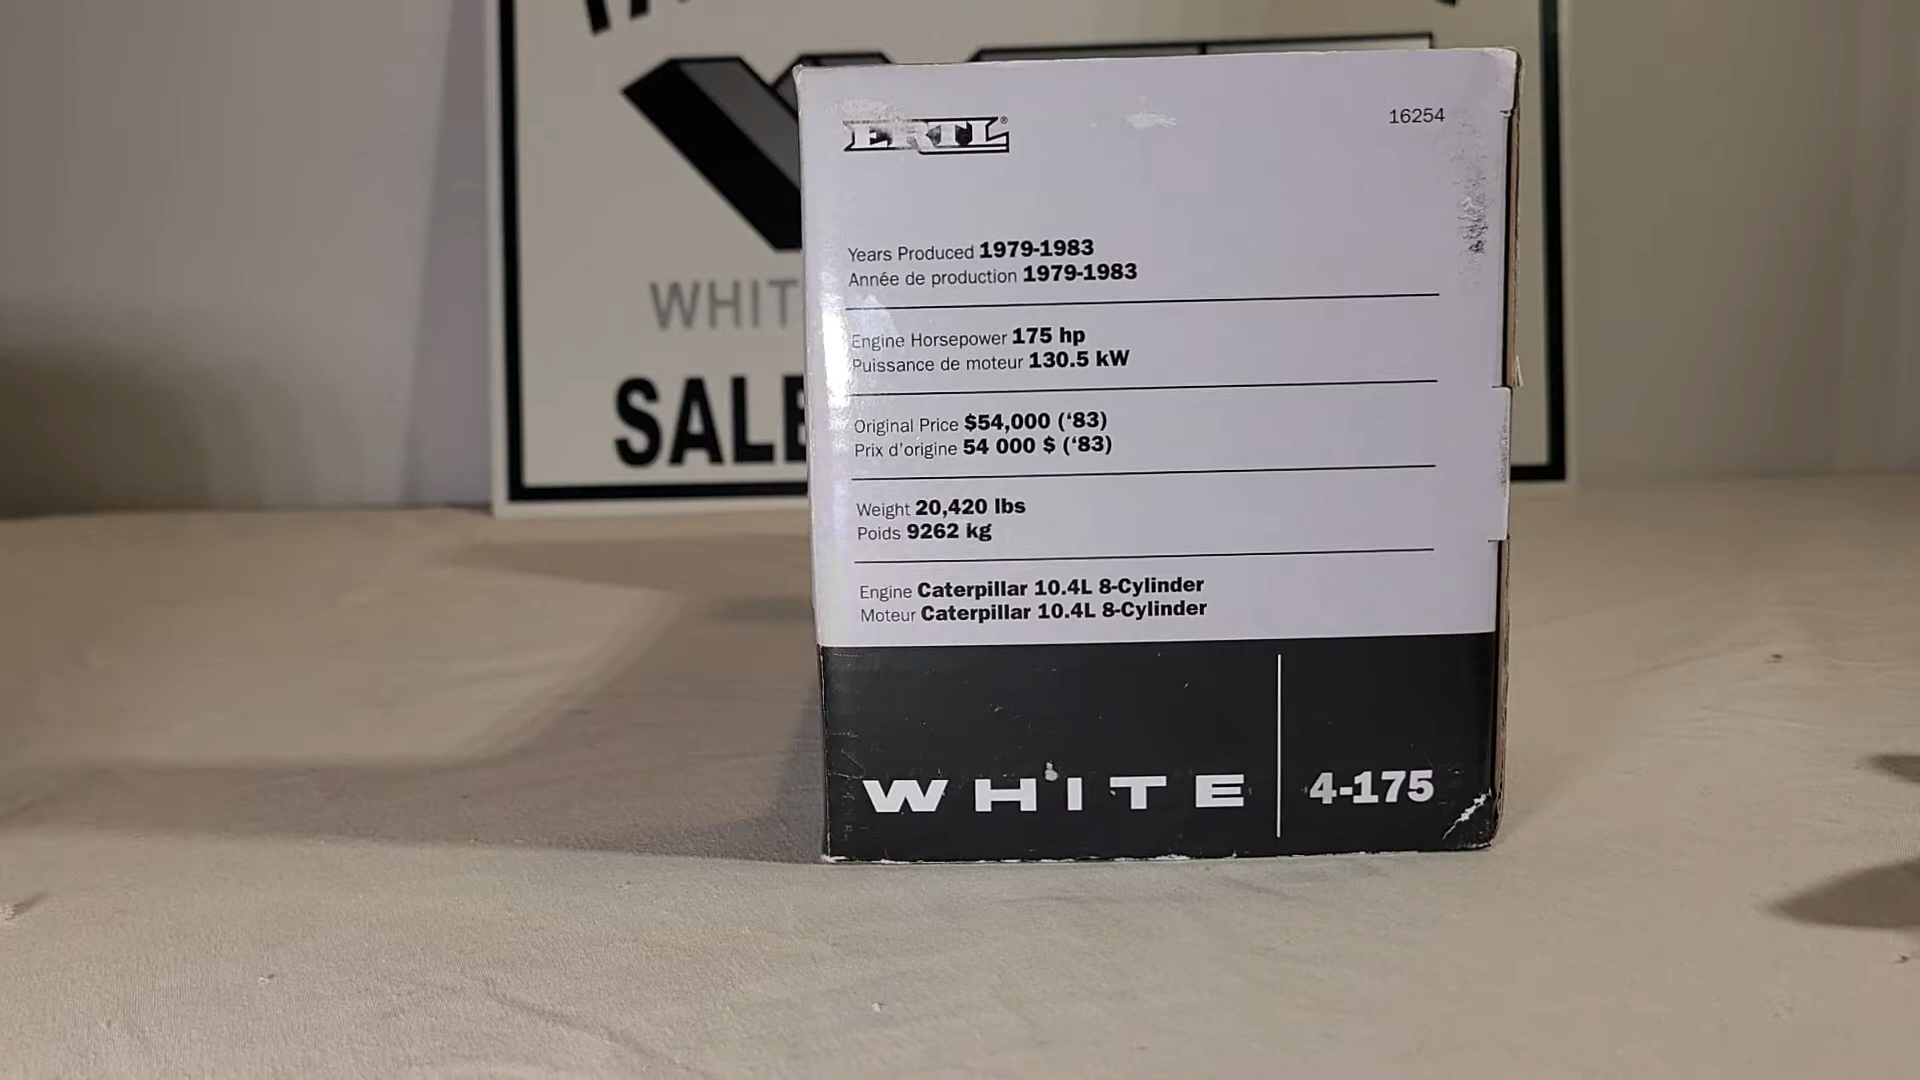 ERTL®
16254
Years Produced 1979-1983
Année de production 1979-1983
Engine Horsepower 175 hp
Puissance de moteur 130.5 kW
Original Price $54,000 (‘83)
Prix d’origine 54 000 $ (‘83)
Weight 20,420 lbs
Poids 9262 kg
Engine Caterpillar 10.4L 8-Cylinder
Moteur Caterpillar 10.4L 8-Cylinder
WHITE 4-175
WHIT
SALE